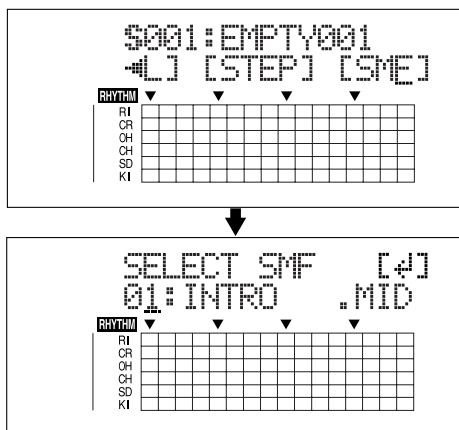 S001:EMPTY001
[STEP] [SME]
RHYTHM
RI
CR
OH
CH
SD
KI
SELECT SMF [↲]
01:INTRO .MID
RHYTHM
RI
CR
OH
CH
SD
KI